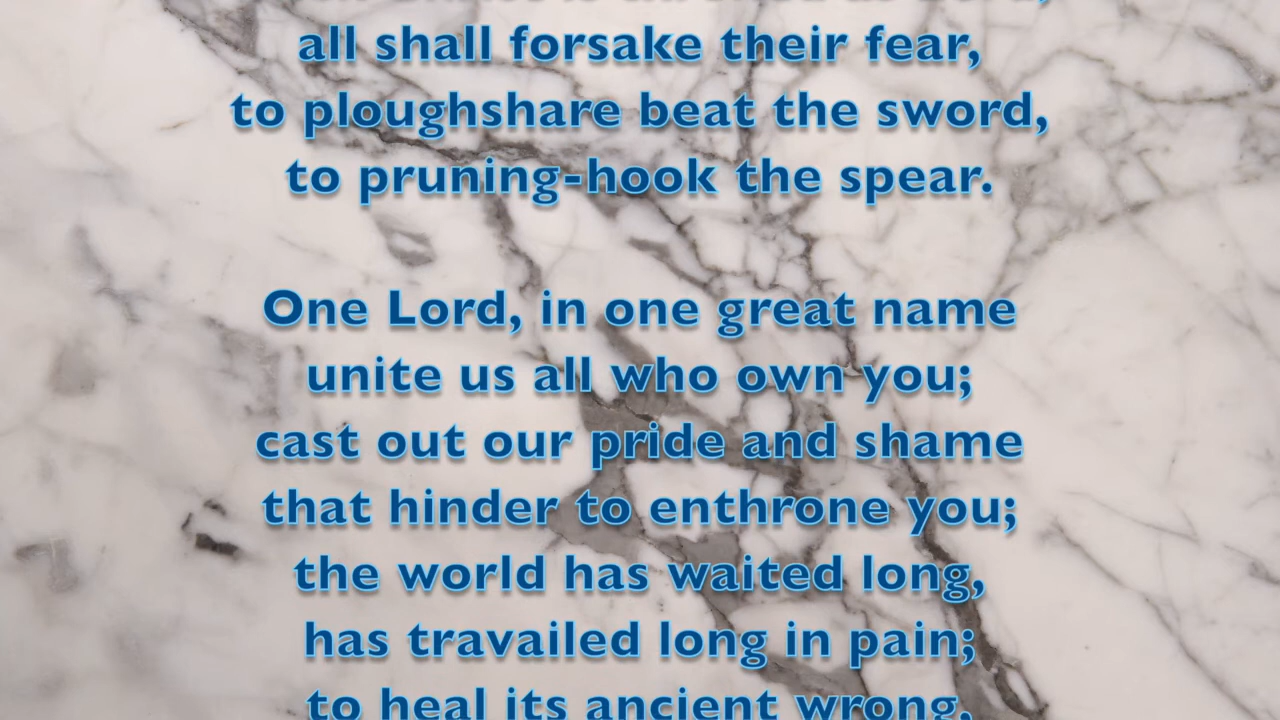 all shall forsake their fear,
to ploughshare beat the sword,
to pruning-hook the spear.
One Lord, in one great name
unite us all who own you;
cast out our pride and shame
that hinder to enthrone you;
the world has waited long,
has travailed long in pain;
to heal its ancient wrong,